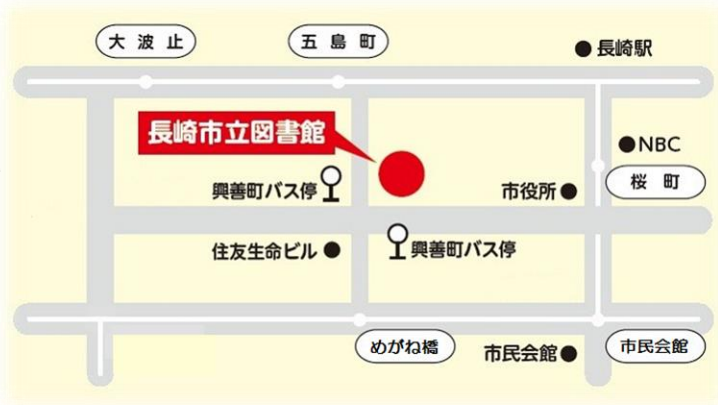 大波止
五島町
長崎駅
長崎市立図書館
NBC
桜町
興善町バス停
市役所
住友生命ビル
興善町バス停
めがね橋
市民会館
市民会館